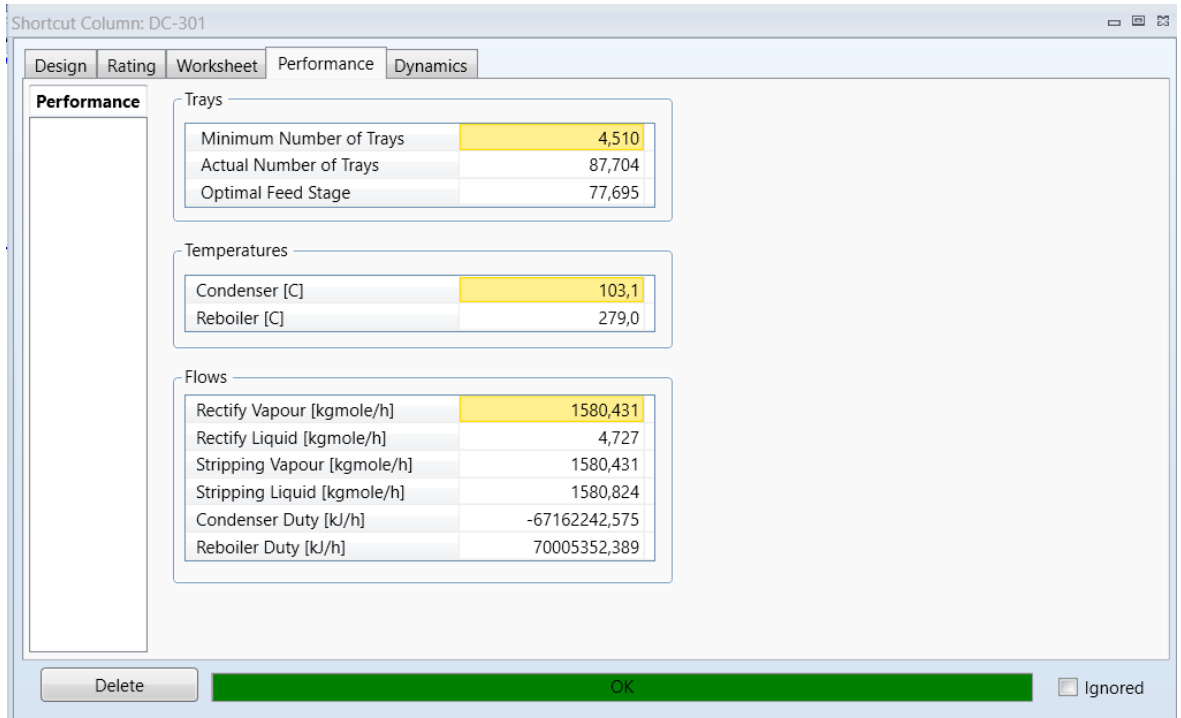 Shortcut Column: DC-301
Design Rating Worksheet Performance Dynamics
Performance
Trays
Minimum Number of Trays 4,510
Actual Number of Trays 87,704
Optimal Feed Stage 77,695
Temperatures
Condenser [C] 103,1
Reboiler [C] 279,0
Flows
Rectify Vapour [kgmole/h] 1580,431
Rectify Liquid [kgmole/h] 4,727
Stripping Vapour [kgmole/h] 1580,431
Stripping Liquid [kgmole/h] 1580,824
Condenser Duty [kJ/h] -67162242,575
Reboiler Duty [kJ/h] 70005352,389
Delete OK Ignored